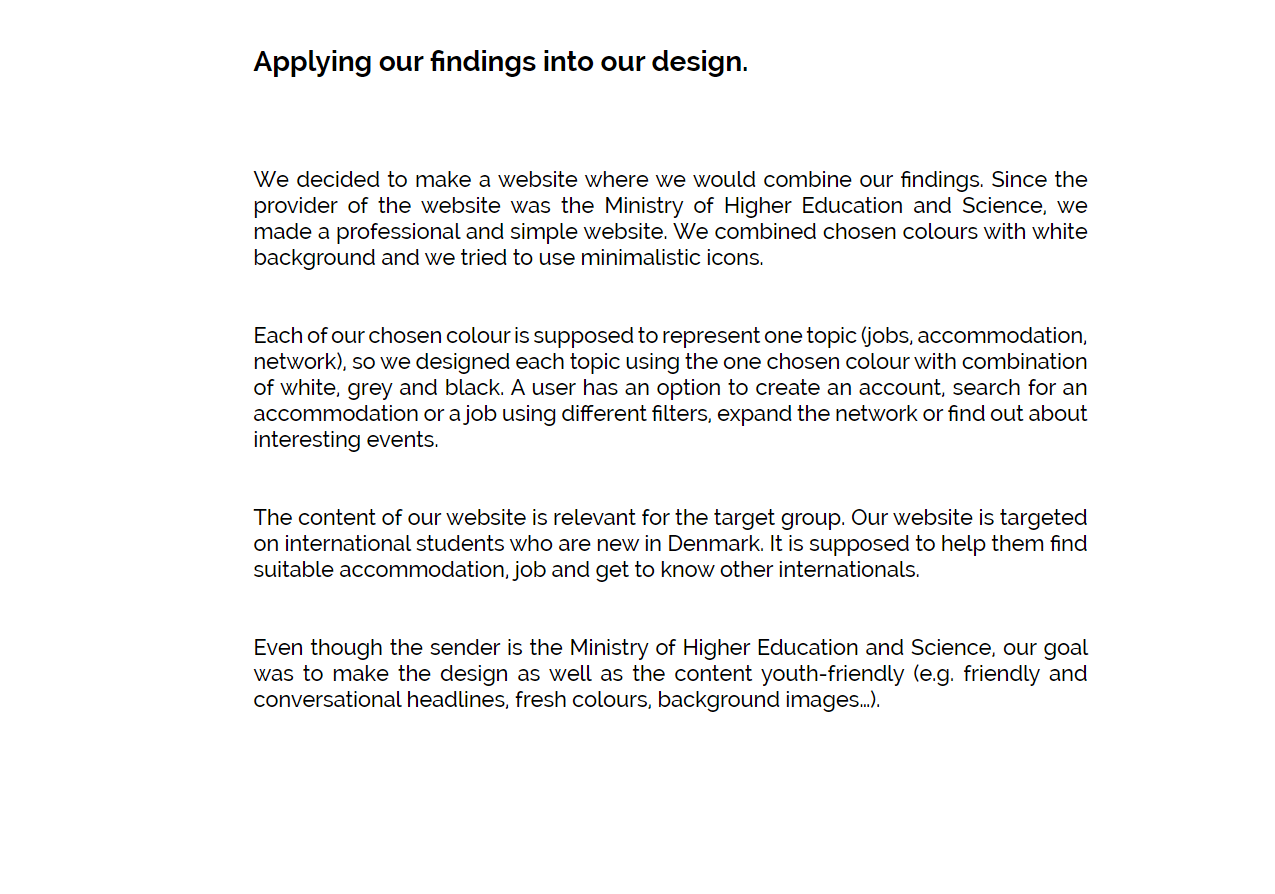 Applying our findings into our design.
We decided to make a website where we would combine our findings. Since the
provider of the website was the Ministry of Higher Education and Science, we
made a professional and simple website. We combined chosen colours with white
background and we tried to use minimalistic icons.
Each of our chosen colour is supposed to represent one topic (jobs, accommodation,
network), so we designed each topic using the one chosen colour with combination
of white, grey and black. A user has an option to create an account, search for an
accommodation or a job using different filters, expand the network or find out about
interesting events.
The content of our website is relevant for the target group. Our website is targeted
on international students who are new in Denmark. It is supposed to help them find
suitable accommodation, job and get to know other internationals.
Even though the sender is the Ministry of Higher Education and Science, our goal
was to make the design as well as the content youth-friendly (e.g. friendly and
conversational headlines, fresh colours, background images...).